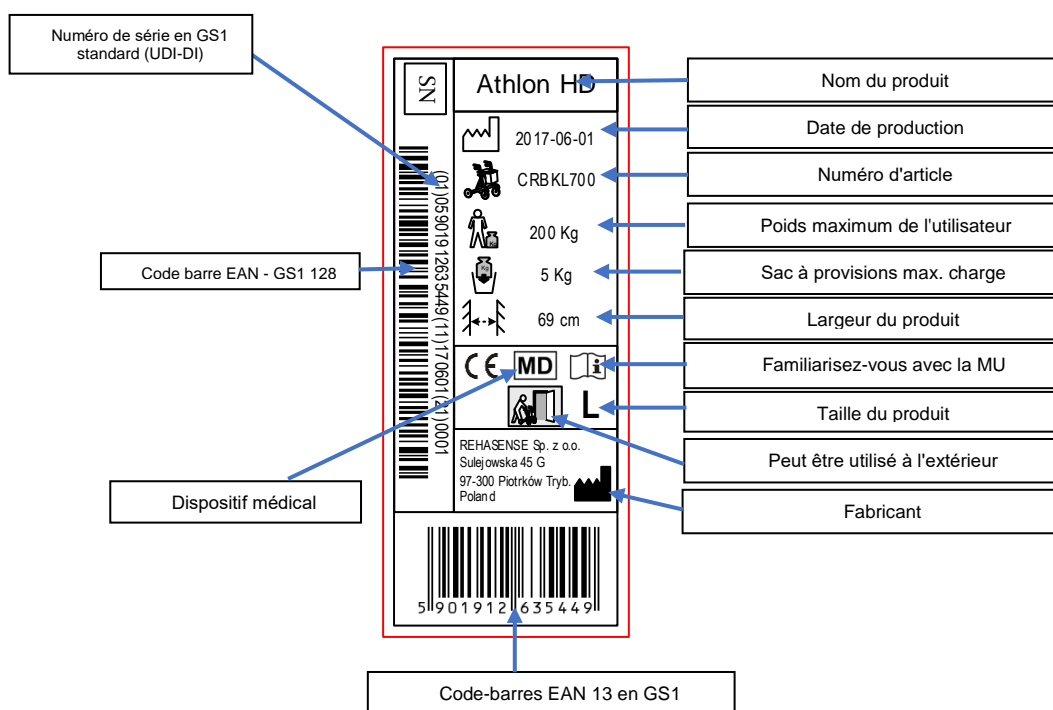 Numéro de série en GS1
standard (UDI-DI)
Code barre EAN - GS1 128
Dispositif médical
SN
(01)05901912635449(11)170601(21)0001
Athlon HD
2017-06-01
CRBKL700
Kg
200 Kg
Kg
5 Kg
69 cm
CE MD i
L
REHASENSE Sp. z o.o.
Sulejowska 45 G
97-300 Piotrków Tryb.
Poland
5 901912 635449
Nom du produit
Date de production
Numéro d'article
Poids maximum de l'utilisateur
Sac à provisions max. charge
Largeur du produit
Familiarisez-vous avec la MU
Taille du produit
Peut être utilisé à l'extérieur
Fabricant
Code-barres EAN 13 en GS1